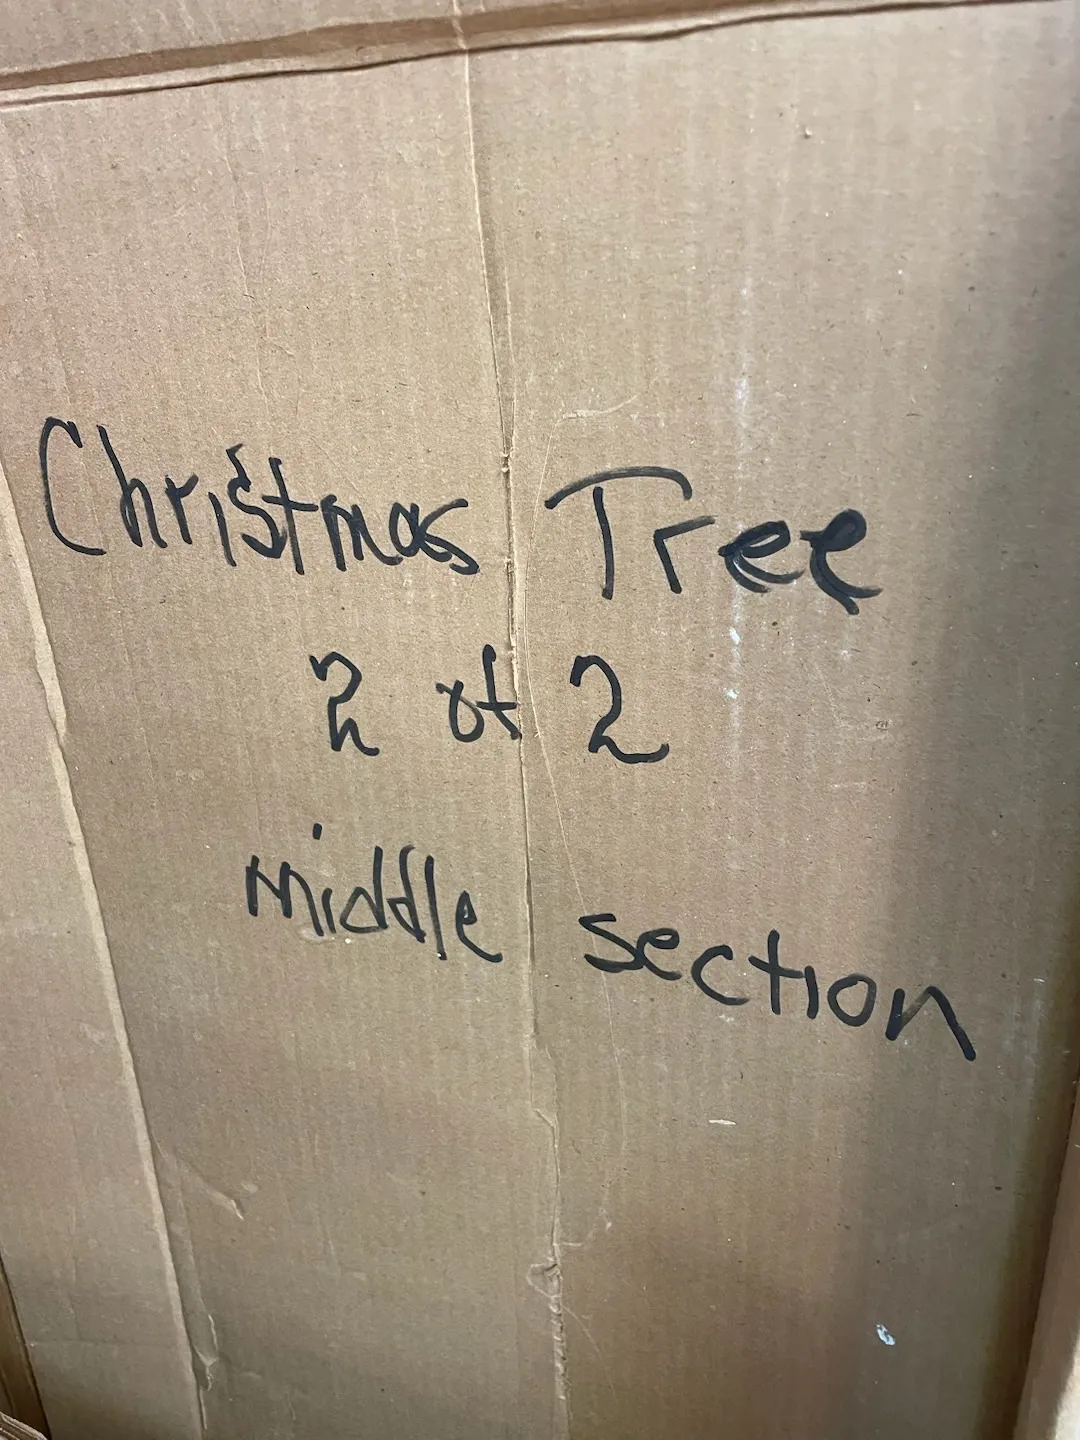 Christmas Tree
2 of 2
middle section